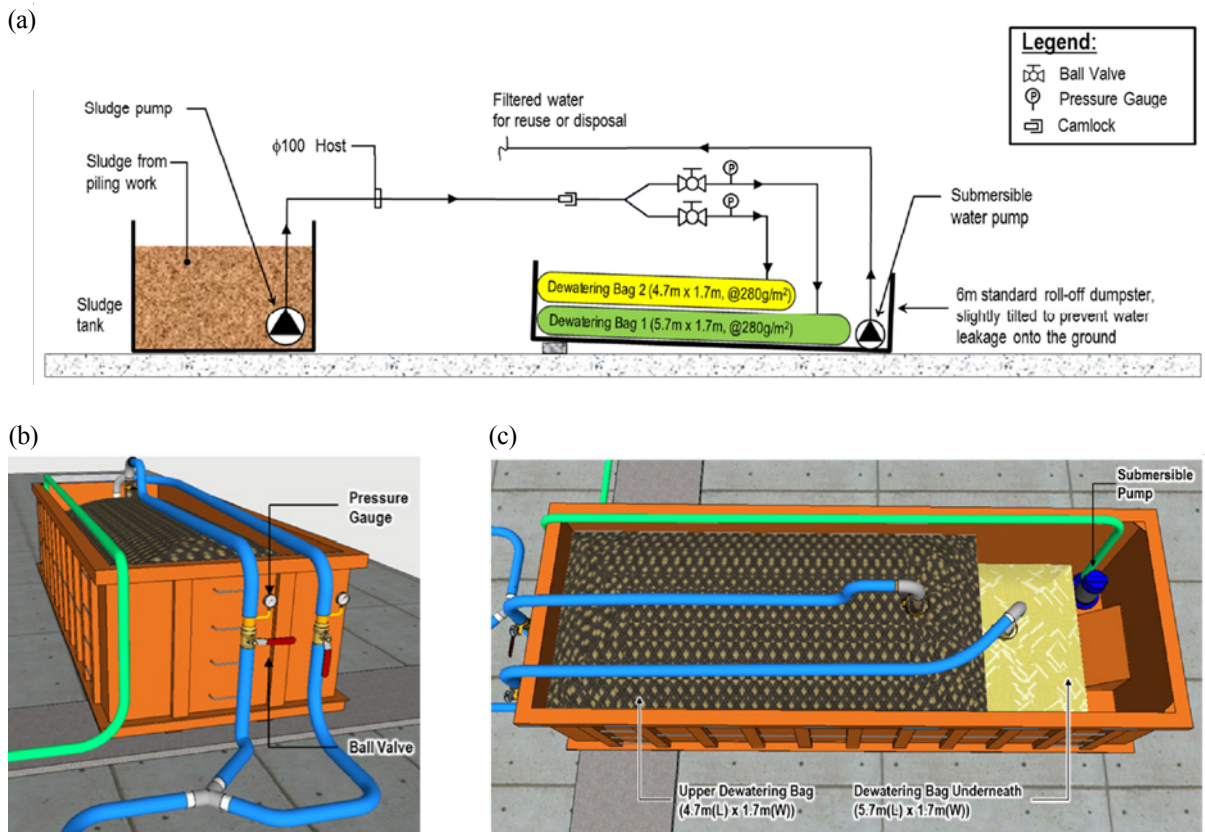 (a)
Legend:
Ball Valve
P
Pressure Gauge
Camlock
Sludge pump
Filtered water
for reuse or disposal
ϕ100 Host
Sludge from
piling work
P
P
Submersible
water pump
Sludge
tank
Dewatering Bag 2 (4.7m x 1.7m, @280g/m²)
Dewatering Bag 1 (5.7m x 1.7m, @280g/m²)
6m standard roll-off dumpster,
slightly tilted to prevent water
leakage onto the ground
(b)
Pressure
Gauge
Ball Valve
(c)
Submersible
Pump
Upper Dewatering Bag
(4.7m(L) x 1.7m(W))
Dewatering Bag Underneath
(5.7m(L) x 1.7m(W))